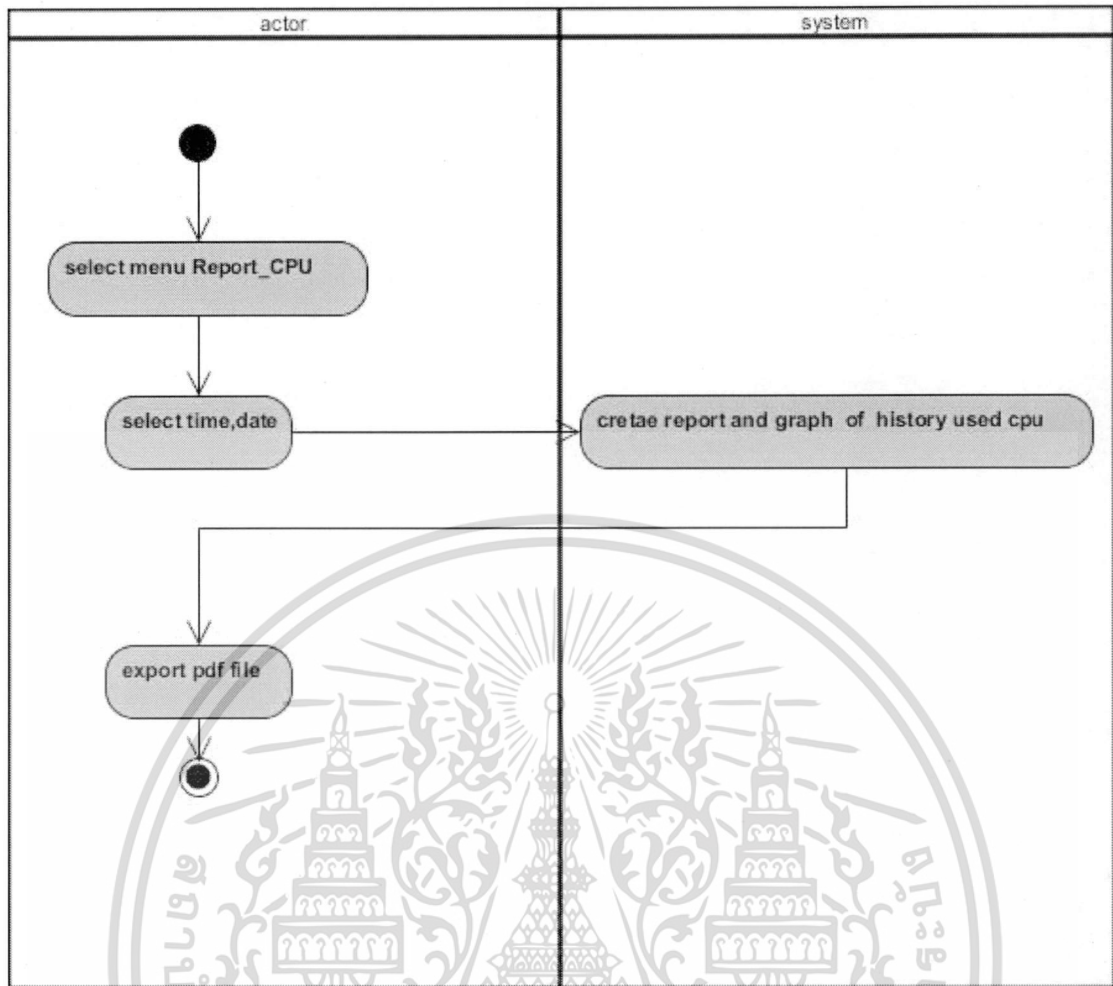 actor
system
select menu Report_CPU
select time,date
cretae report and graph of history used cpu
export pdf file